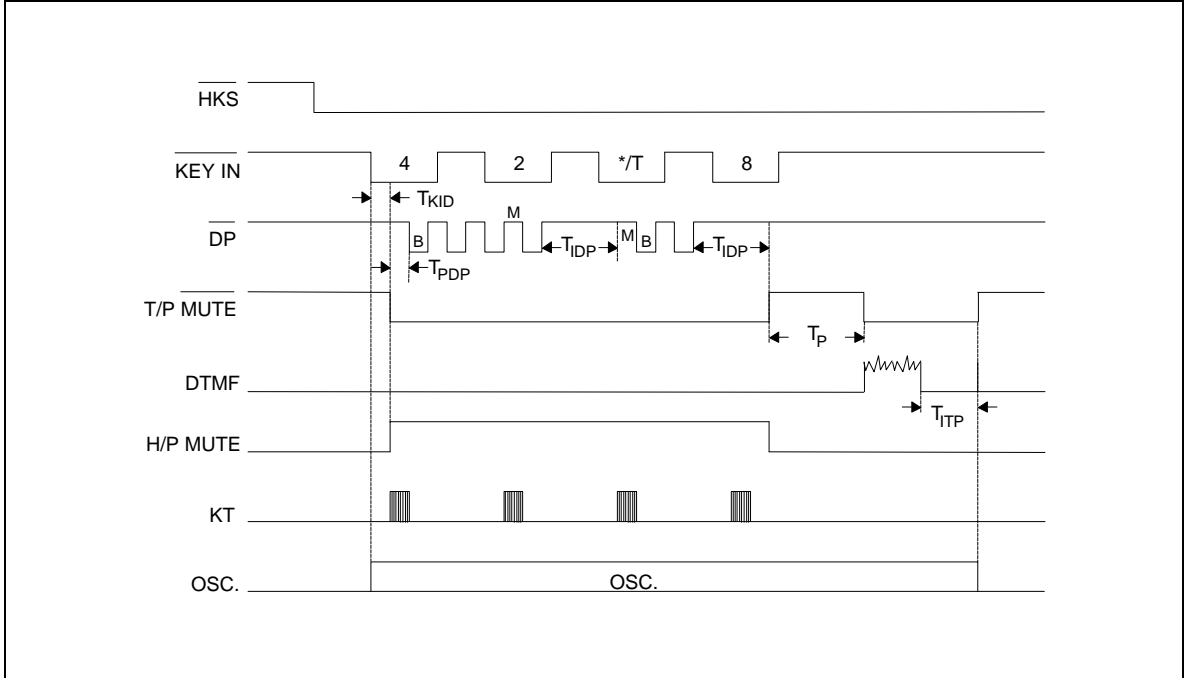 HKS
KEY IN 4 2 */T 8
TKID
M
DP B TIDP M B TIDP
TPDP
T/P MUTE
TP
DTMF
TITP
H/P MUTE
KT
OSC. OSC.